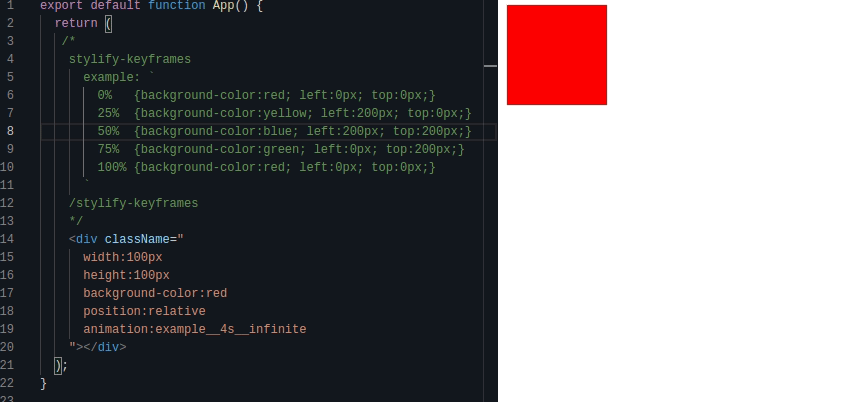 1 export default function App() {
2 return (
3 /*
4 stylify-keyframes
5 example: `
6 0% {background-color:red; left:0px; top:0px;}
7 25% {background-color:yellow; left:200px; top:0px;}
8 50% {background-color:blue; left:200px; top:200px;}
9 75% {background-color:green; left:0px; top:200px;}
10 100% {background-color:red; left:0px; top:0px;}
11 `
12 /stylify-keyframes
13 */
14 <div className="
15 width:100px
16 height:100px
17 background-color:red
18 position:relative
19 animation:example__4s__infinite
20 "></div>
21 );
22 }
23